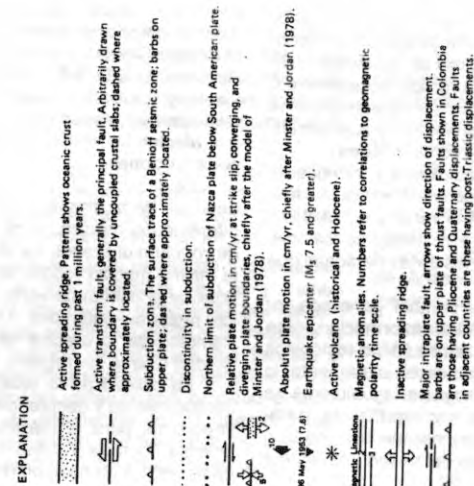 EXPLANATION
Active spreading ridge. Pattern shows oceanic crust
formed during past 1 million years.
Active transform fault, generally the principal fault. Arbitrarily drawn
where boundary is covered by uncoupled crustal slabs; dashed where
approximately located.
Subduction zone. The surface trace of a Benioff seismic zone; barbs on
upper plate; dashed where approximately located.
Discontinuity in subduction.
Northern limit of subduction of Nazca plate below South American plate.
Relative plate motion in cm/yr at strike slip, converging, and
diverging plate boundaries, chiefly after the model of
Minster and Jordan (1978).
10
Absolute plate motion in cm/yr, chiefly after Minster and Jordan (1978).
06 May 1953 (7.6)
Earthquake epicenter (Ms 7.5 and greater).
Active volcano (historical and Holocene).
Magnetic Lineations
3
Magnetic anomalies. Numbers refer to correlations to geomagnetic
polarity time scale.
Inactive spreading ridge.
Major intraplate fault, arrows show direction of displacement.
barbs are on upper plate of thrust faults. Faults shown in Colombia
are those having Pliocene and Quaternary displacements. Faults
in adjacent countries are these having post-Triassic displacements.